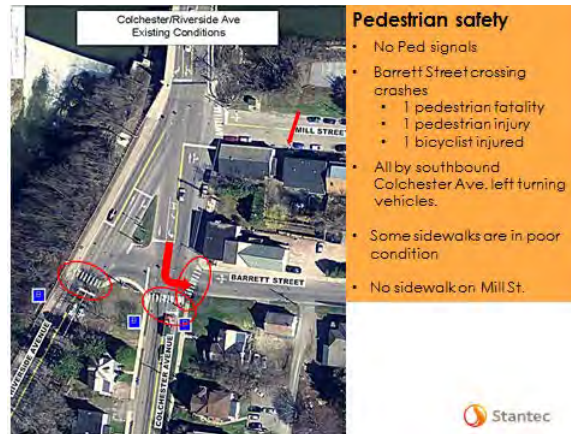 Colchester/Riverside Ave
Existing Conditions
MILL STREET
BARRETT STREET
RIVERSIDE AVENUE
COLCHESTER AVENUE
B
B
B
Pedestrian safety
• No Ped signals
• Barrett Street crossing
crashes
• 1 pedestrian fatality
• 1 pedestrian injury
• 1 bicyclist injured
• All by southbound
Colchester Ave. left turning
vehicles.
• Some sidewalks are in poor
condition
• No sidewalk on Mill St.
Stantec